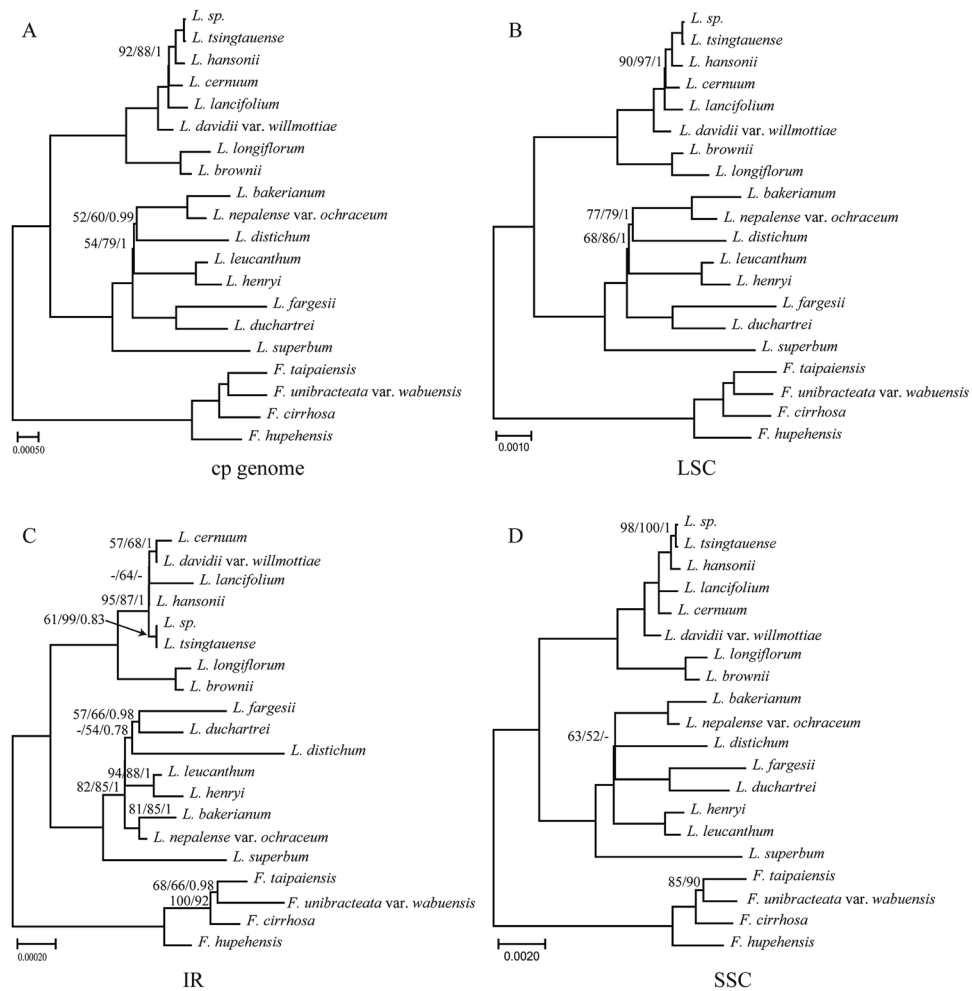 A
L. sp.
L. tsingtauense
92/88/1
L. hansonii
L. cernuum
L. lancifolium
L. davidii var. willmottiae
L. longiflorum
L. brownii
L. bakerianum
52/60/0.99
L. nepalense var. ochraceum
L. distichum
54/79/1
L. leucanthum
L. henryi
L. fargesii
L. duchartrei
L. superbum
F. taipaiensis
F. unibracteata var. wabuensis
F. cirrhosa
F. hupehensis
0.00050
cp genome
B
L. sp.
L. tsingtauense
90/97/1
L. hansonii
L. cernuum
L. lancifolium
L. davidii var. willmottiae
L. brownii
L. longiflorum
L. bakerianum
77/79/1
L. nepalense var. ochraceum
68/86/1
L. distichum
L. leucanthum
L. henryi
L. fargesii
L. duchartrei
L. superbum
F. taipaiensis
F. unibracteata var. wabuensis
F. cirrhosa
F. hupehensis
0.0010
LSC
C
L. cernuum
57/68/1
L. davidii var. willmottiae
-/64/-
L. lancifolium
95/87/1
L. hansonii
61/99/0.83
L. sp.
L. tsingtauense
L. longiflorum
L. brownii
L. fargesii
57/66/0.98
-/54/0.78
L. duchartrei
L. distichum
94/88/1
L. leucanthum
82/85/1
L. henryi
81/85/1
L. bakerianum
L. nepalense var. ochraceum
L. superbum
F. taipaiensis
68/66/0.98
100/92
F. unibracteata var. wabuensis
F. cirrhosa
F. hupehensis
0.00020
IR
D
L. sp.
98/100/1
L. tsingtauense
L. hansonii
L. lancifolium
L. cernuum
L. davidii var. willmottiae
L. longiflorum
L. brownii
L. bakerianum
L. nepalense var. ochraceum
63/52/-
L. distichum
L. fargesii
L. duchartrei
L. henryi
L. leucanthum
L. superbum
F. taipaiensis
85/90
F. unibracteata var. wabuensis
F. cirrhosa
F. hupehensis
0.0020
SSC